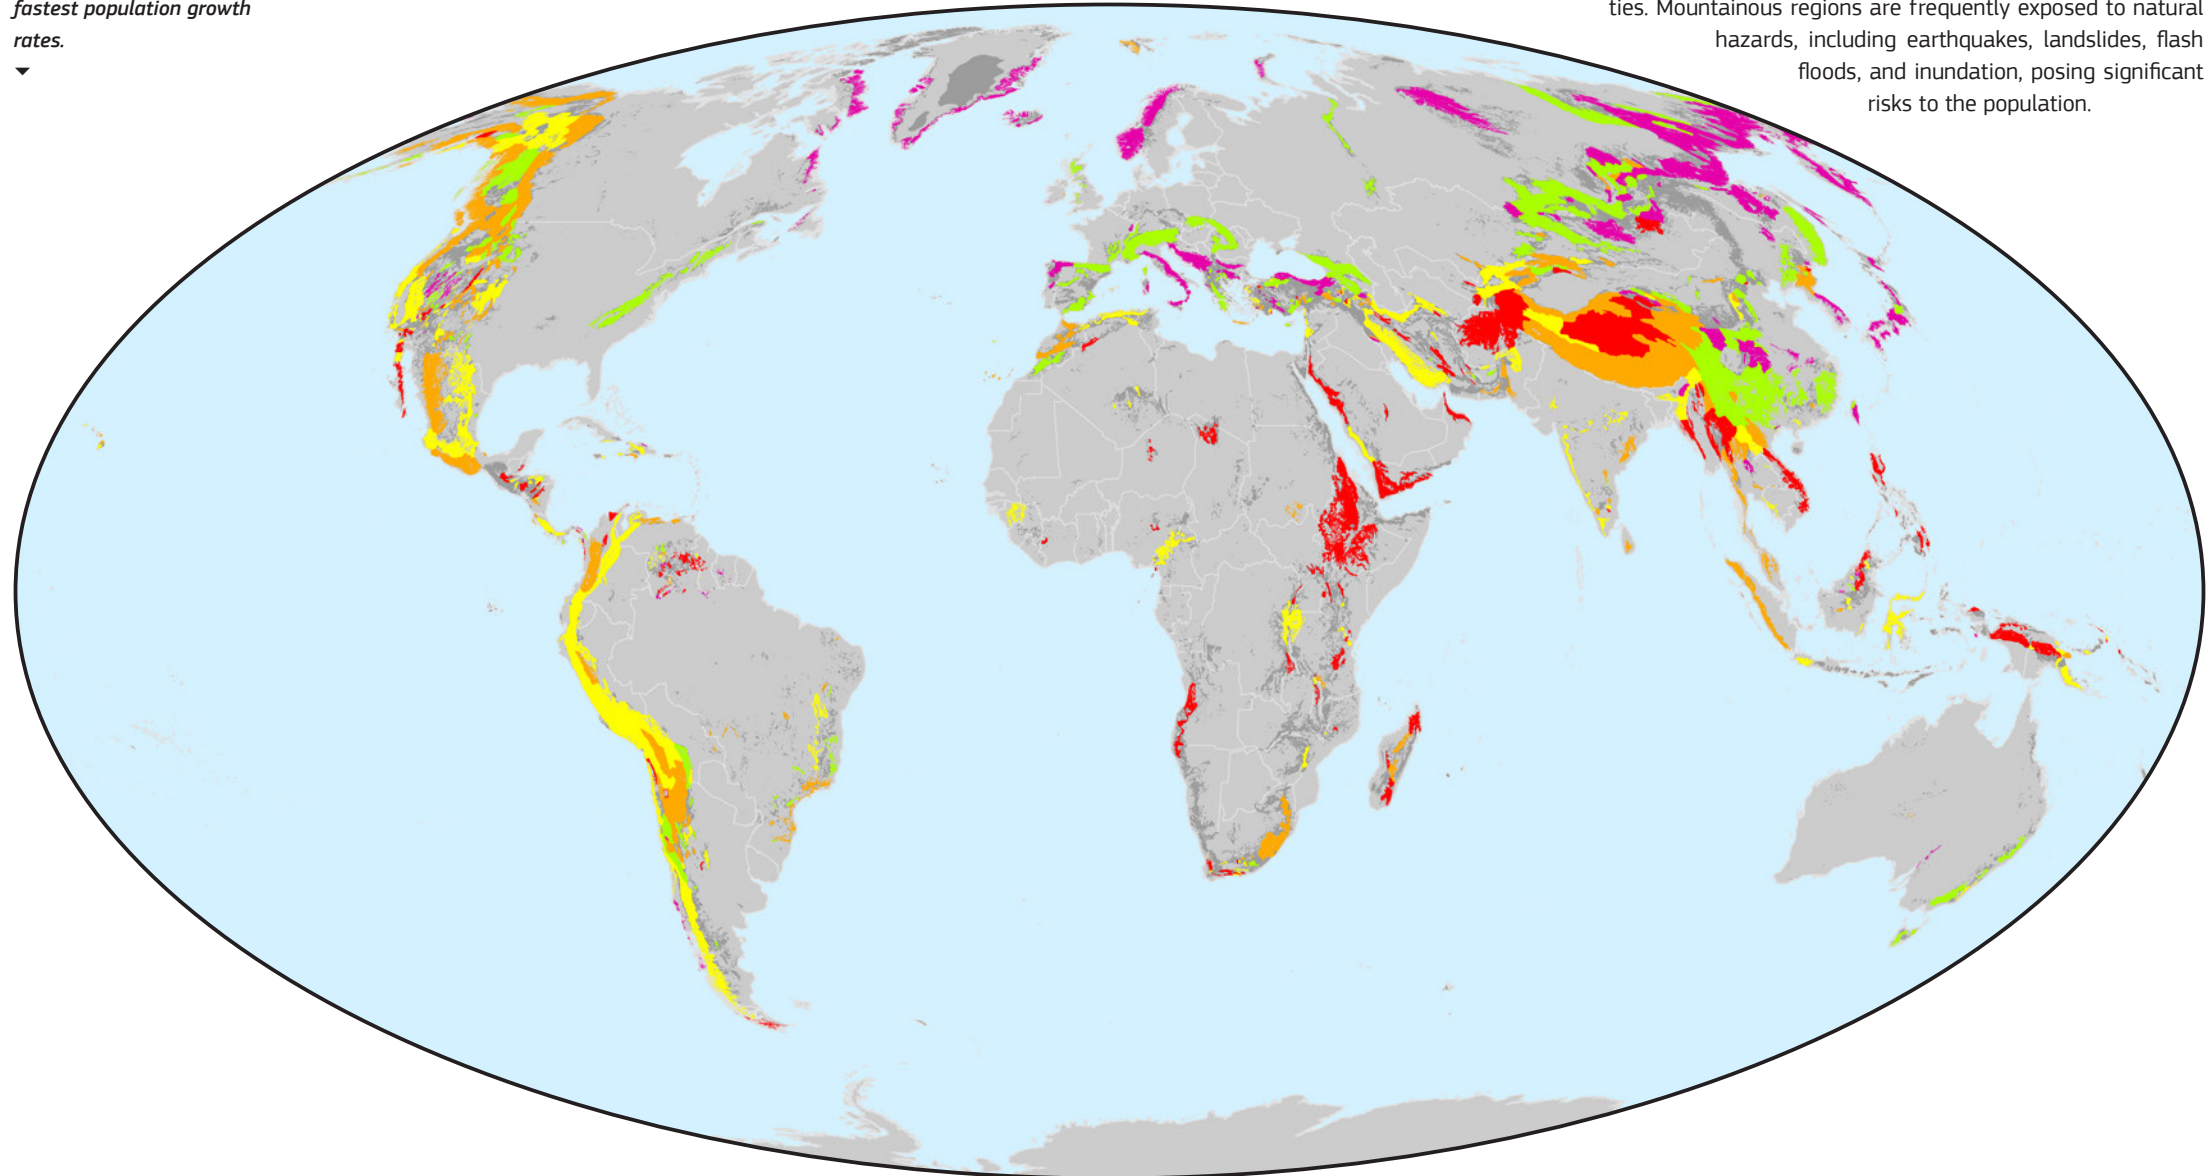 fastest population growth
rates.
ties. Mountainous regions are frequently exposed to natural
hazards, including earthquakes, landslides, flash
floods, and inundation, posing significant
risks to the population.